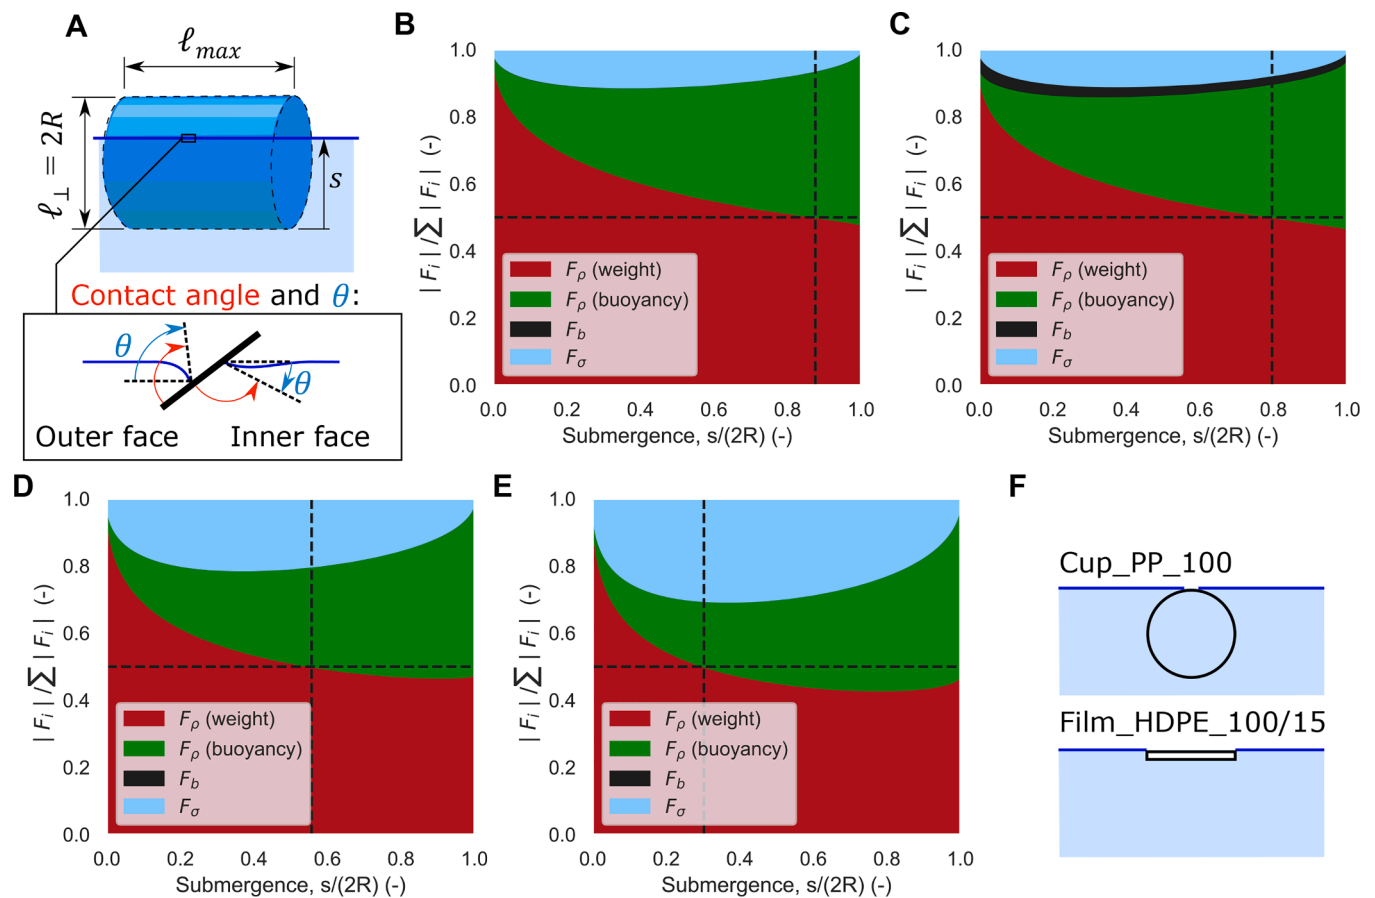 A
ℓmax
ℓ⊥ = 2R
s
Contact angle and θ:
θ
θ
Outer face
Inner face
B
1.0
0.8
0.6
0.4
0.2
0.0
| Fi | /∑ | Fi | (-)
Fρ (weight)
Fρ (buoyancy)
Fb
Fσ
0.0 0.2 0.4 0.6 0.8 1.0
Submergence, s/(2R) (-)
C
1.0
0.8
0.6
0.4
0.2
0.0
| Fi | /∑ | Fi | (-)
Fρ (weight)
Fρ (buoyancy)
Fb
Fσ
0.0 0.2 0.4 0.6 0.8 1.0
Submergence, s/(2R) (-)
D
1.0
0.8
0.6
0.4
0.2
0.0
| Fi | /∑ | Fi | (-)
Fρ (weight)
Fρ (buoyancy)
Fb
Fσ
0.0 0.2 0.4 0.6 0.8 1.0
Submergence, s/(2R) (-)
E
1.0
0.8
0.6
0.4
0.2
0.0
| Fi | /∑ | Fi | (-)
Fρ (weight)
Fρ (buoyancy)
Fb
Fσ
0.0 0.2 0.4 0.6 0.8 1.0
Submergence, s/(2R) (-)
F
Cup_PP_100
Film_HDPE_100/15